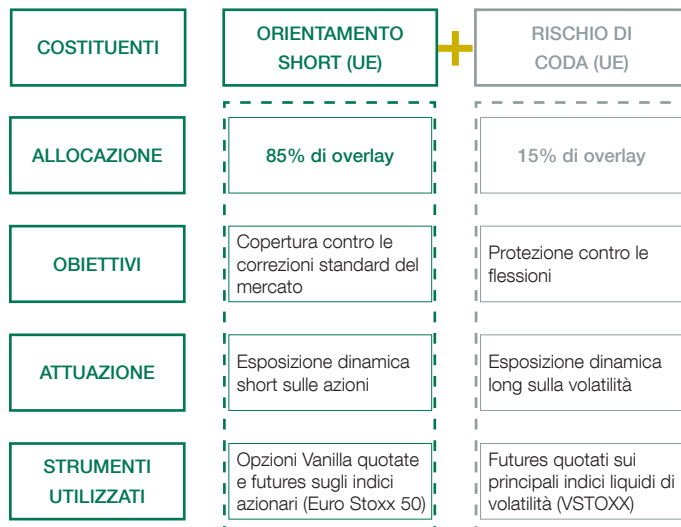 COSTITUENTI
ORIENTAMENTO
SHORT (UE)
+
RISCHIO DI
CODA (UE)
ALLOCAZIONE
85% di overlay
15% di overlay
OBIETTIVI
Copertura contro le
correzioni standard del
mercato
Protezione contro le
flessioni
ATTUAZIONE
Esposizione dinamica
short sulle azioni
Esposizione dinamica
long sulla volatilità
STRUMENTI
UTILIZZATI
Opzioni Vanilla quotate
e futures sugli indici
azionari (Euro Stoxx 50)
Futures quotati sui
principali indici liquidi di
volatilità (VSTOXX)